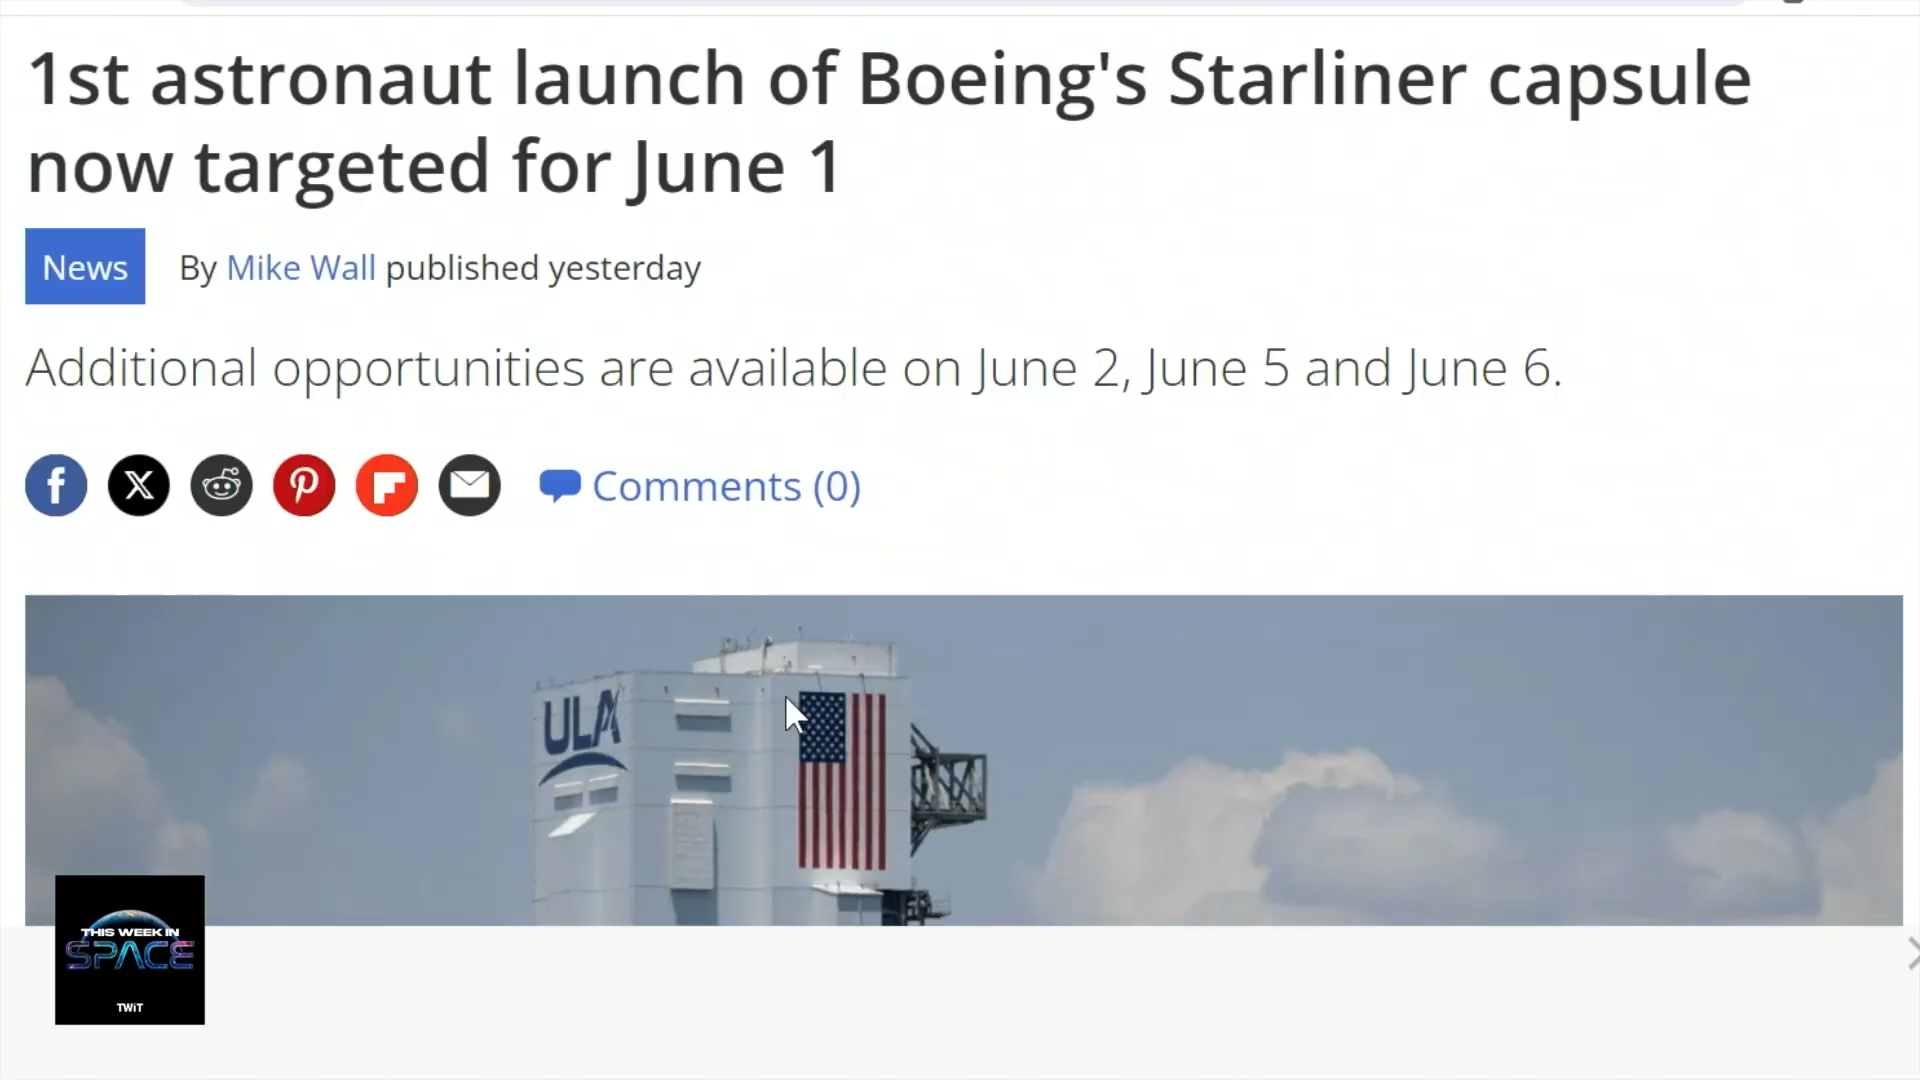 1st astronaut launch of Boeing's Starliner capsule
now targeted for June 1
News
By Mike Wall published yesterday
Additional opportunities are available on June 2, June 5 and June 6.
Comments (0)
ULA
THIS WEEK IN
SPACE
TWiT